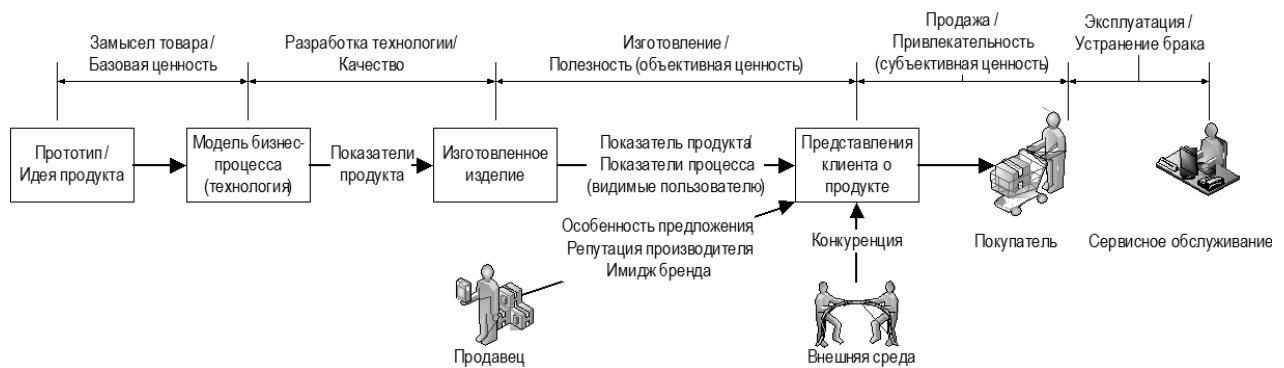 Замысел товара/
Базовая ценность
Разработка технологии/
Качество
Изготовление /
Полезность (объективная ценность)
Продажа /
Привлекательность
(субъективная ценность)
Эксплуатация /
Устранение брака
Прототип /
Идея продукта
Модель бизнес-
процесса
(технология)
Показатели
продукта
Изготовленное
изделие
Показатель продукта/
Показатели процесса
(видимые пользователю)
Представления
клиента о
продукте
Особенность предложения
Репутация производителя
Имидж бренда
Конкуренция
Покупатель
Сервисное обслуживание
Продавец
Внешняя среда